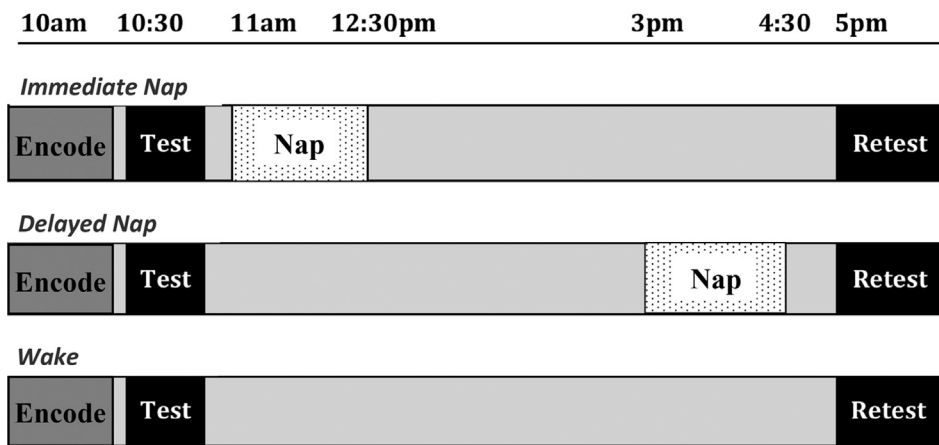 10am 10:30 11am 12:30pm 3pm 4:30 5pm
Immediate Nap
Encode Test Nap Retest
Delayed Nap
Encode Test Nap Retest
Wake
Encode Test Retest